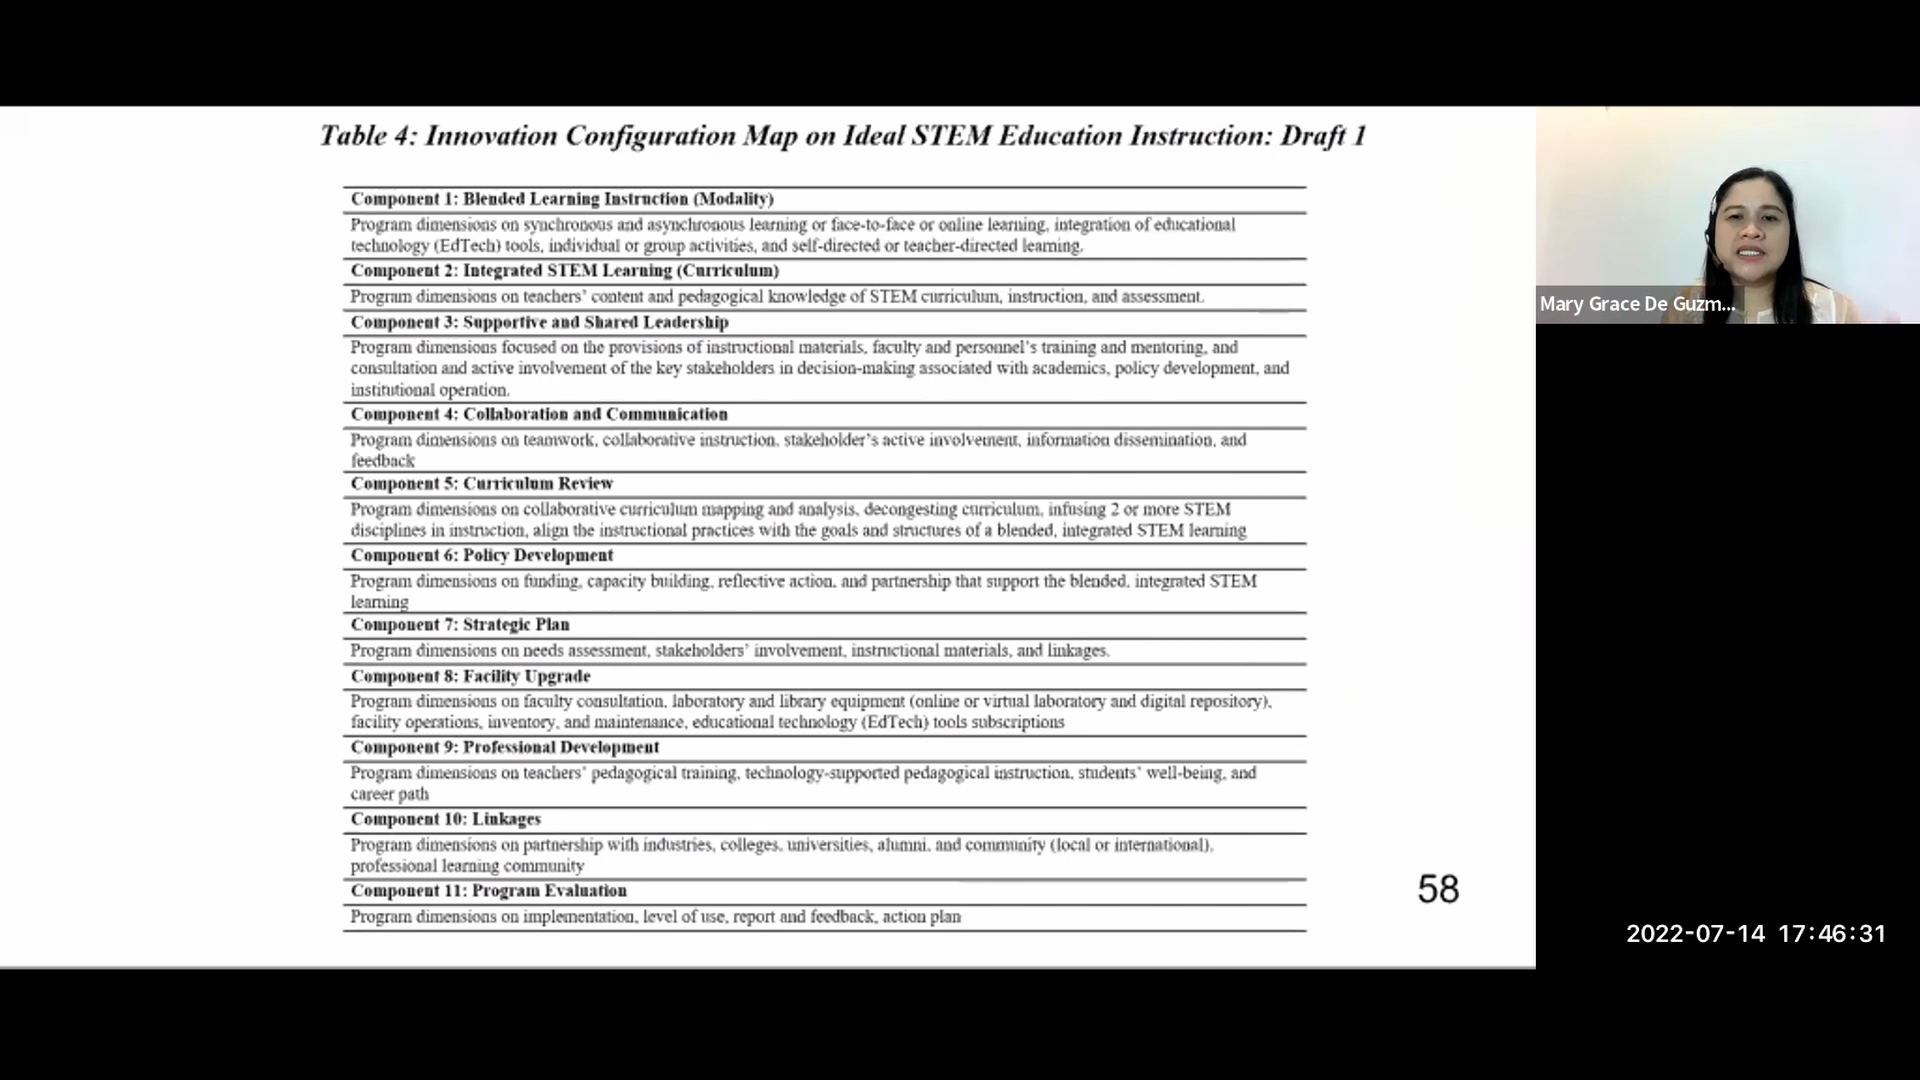 Table 4: Innovation Configuration Map on Ideal STEM Education Instruction: Draft 1
Component 1: Blended Learning Instruction (Modality)
Program dimensions on synchronous and asynchronous learning or face-to-face or online learning, integration of educational
technology (EdTech) tools, individual or group activities, and self-directed or teacher-directed learning.
Component 2: Integrated STEM Learning (Curriculum)
Program dimensions on teachers' content and pedagogical knowledge of STEM curriculum, instruction, and assessment.
Component 3: Supportive and Shared Leadership
Program dimensions focused on the provisions of instructional materials, faculty and personnel's training and mentoring, and
consultation and active involvement of the key stakeholders in decision-making associated with academics, policy development, and
institutional operation.
Component 4: Collaboration and Communication
Program dimensions on teamwork, collaborative instruction, stakeholder's active involvement, information dissemination, and
feedback
Component 5: Curriculum Review
Program dimensions on collaborative curriculum mapping and analysis, decongesting curriculum, infusing 2 or more STEM
disciplines in instruction, align the instructional practices with the goals and structures of a blended, integrated STEM learning
Component 6: Policy Development
Program dimensions on funding, capacity building, reflective action, and partnership that support the blended, integrated STEM
learning
Component 7: Strategic Plan
Program dimensions on needs assessment, stakeholders' involvement, instructional materials, and linkages.
Component 8: Facility Upgrade
Program dimensions on faculty consultation, laboratory and library equipment (online or virtual laboratory and digital repository),
facility operations, inventory, and maintenance, educational technology (EdTech) tools subscriptions
Component 9: Professional Development
Program dimensions on teachers' pedagogical training, technology-supported pedagogical instruction, students' well-being, and
career path
Component 10: Linkages
Program dimensions on partnership with industries, colleges, universities, alumni, and community (local or international),
professional learning community
Component 11: Program Evaluation
Program dimensions on implementation, level of use, report and feedback, action plan
58
Mary Grace De Guzm...
2022-07-14 17:46:31